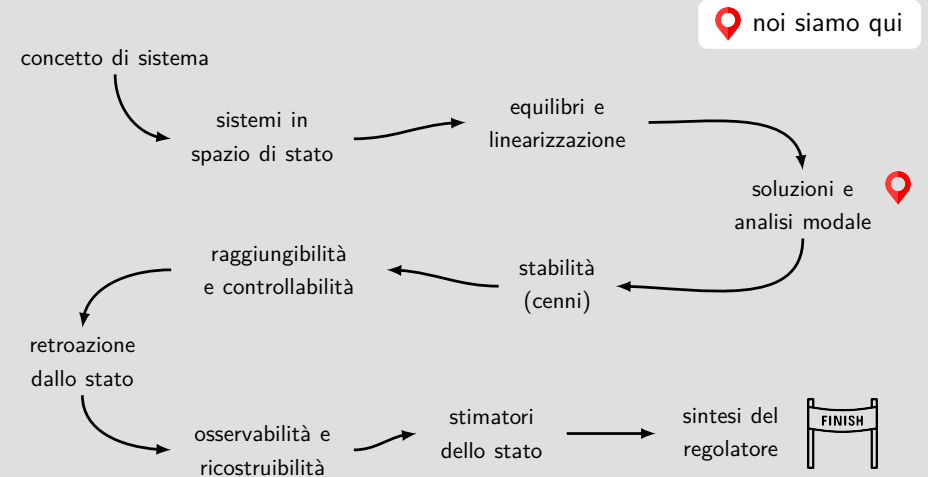 noi siamo qui
concetto di sistema
sistemi in
spazio di stato
equilibri e
linearizzazione
soluzioni e
analisi modale
stabilità
(cenni)
raggiungibilità
e controllabilità
retroazione
dallo stato
osservabilità e
ricostruibilità
stimatori
dello stato
sintesi del
regolatore
FINISH